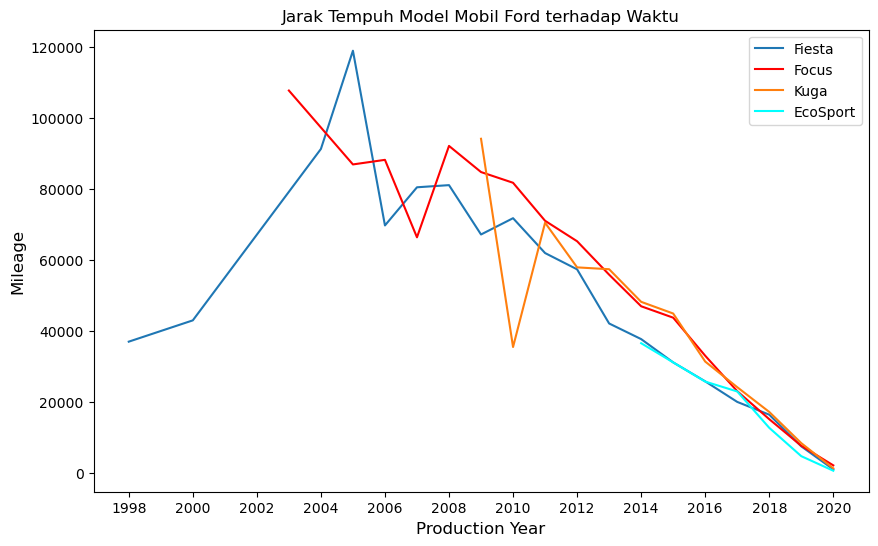 Jarak Tempuh Model Mobil Ford terhadap Waktu
Fiesta
Focus
Kuga
EcoSport
Mileage
120000
100000
80000
60000
40000
20000
0
1998 2000 2002 2004 2006 2008 2010 2012 2014 2016 2018 2020
Production Year